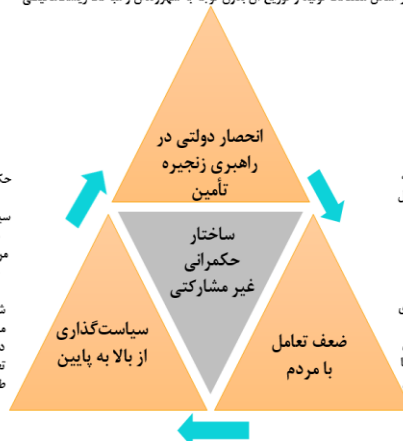 انحصار دولتی در
راهبری زنجیره
تأمین
ساختار
حکمرانی
غیر مشارکتی
سیاست‌گذاری
از بالا به پایین
ضعف تعامل
با مردم